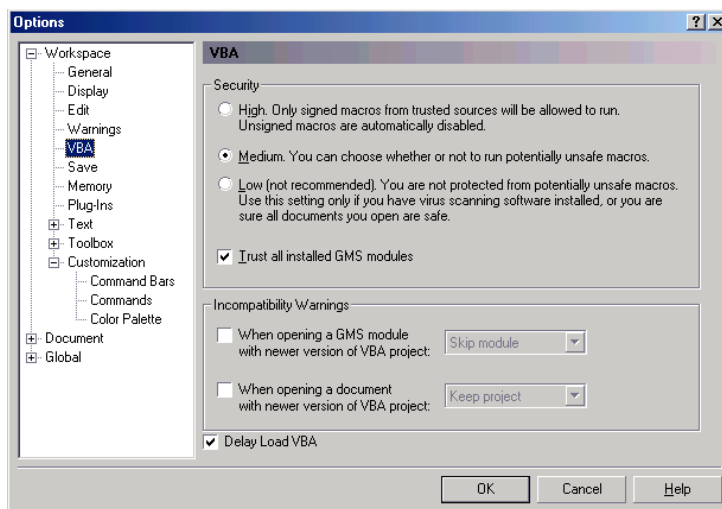 Options
Workspace
General
Display
Edit
Warnings
VBA
Save
Memory
Plug-Ins
Text
Toolbox
Customization
Command Bars
Commands
Color Palette
Document
Global
VBA
Security
High. Only signed macros from trusted sources will be allowed to run.
Unsigned macros are automatically disabled.
Medium. You can choose whether or not to run potentially unsafe macros.
Low (not recommended). You are not protected from potentially unsafe macros.
Use this setting only if you have virus scanning software installed, or you are
sure all documents you open are safe.
Trust all installed GMS modules
Incompatibility Warnings
When opening a GMS module
with newer version of VBA project:
Skip module
When opening a document
with newer version of VBA project:
Keep project
Delay Load VBA
OK
Cancel
Help